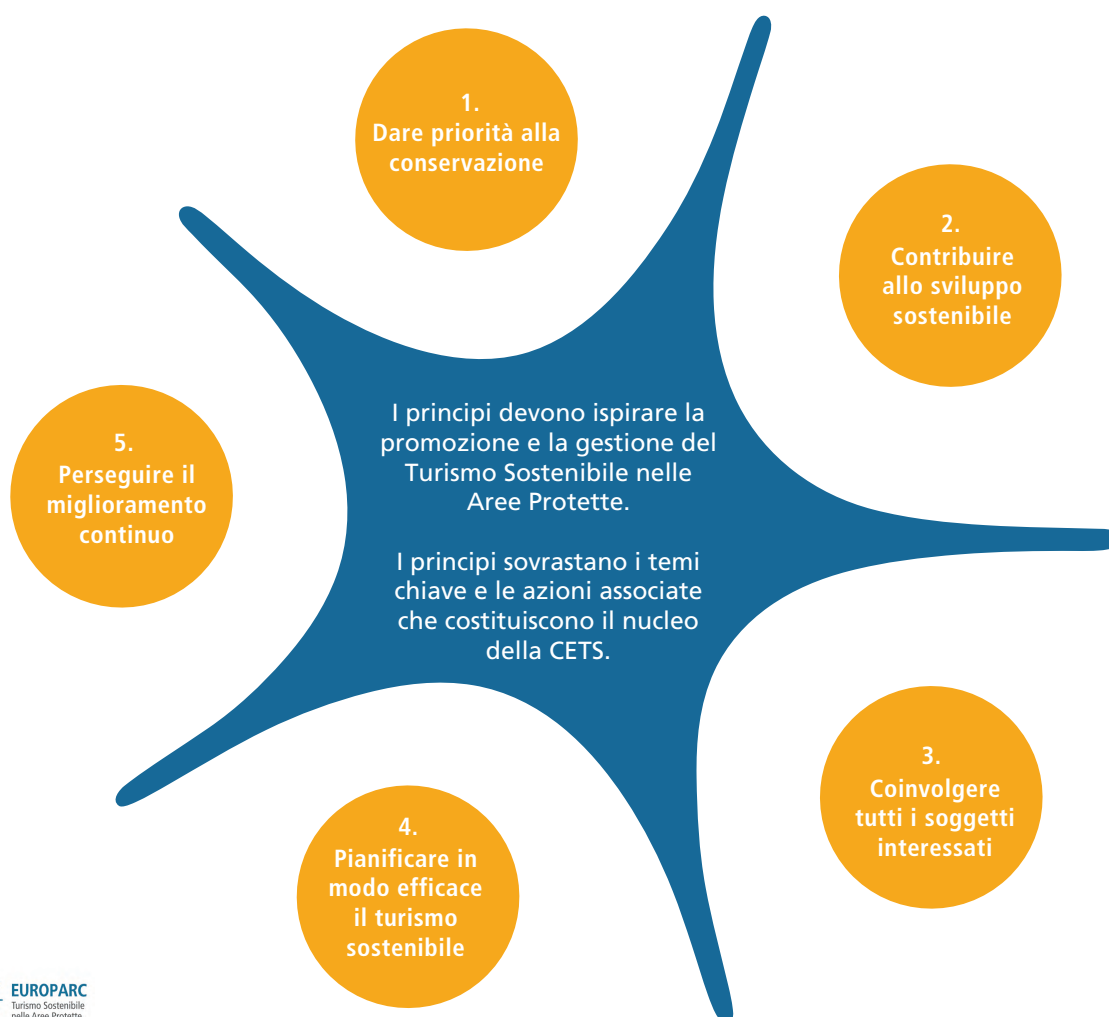 1.
Dare priorità alla
conservazione
2.
Contribuire
allo sviluppo
sostenibile
I principi devono ispirare la
promozione e la gestione del
Turismo Sostenibile nelle
Aree Protette.
I principi sovrastano i temi
chiave e le azioni associate
che costituiscono il nucleo
della CETS.
5.
Perseguire il
miglioramento
continuo
3.
Coinvolgere
tutti i soggetti
interessati
4.
Pianificare in
modo efficace
il turismo
sostenibile
EUROPARC
Turismo Sostenibile
nelle Aree Protette